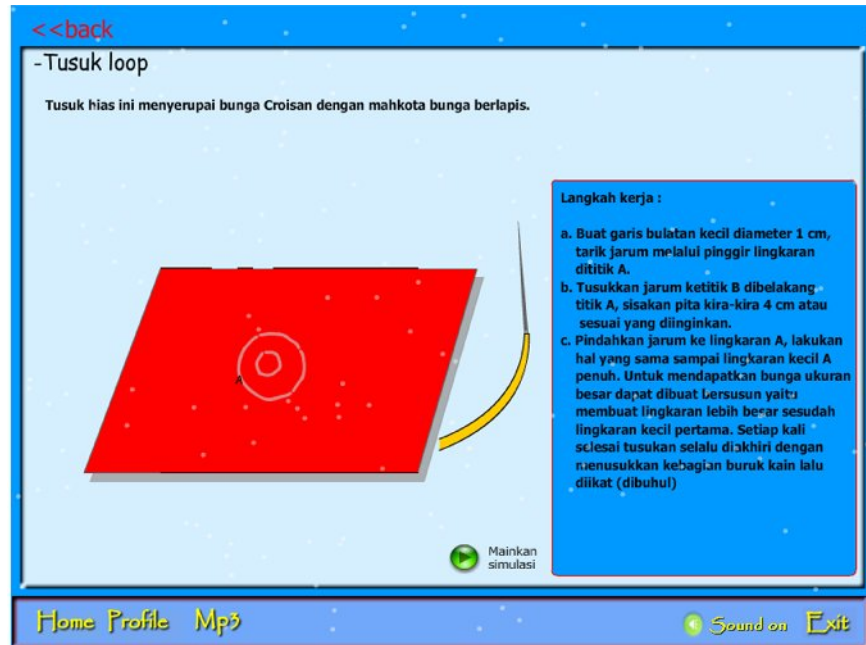 <<back
-Tusuk loop
Tusuk hias ini menyerupai bunga Croisan dengan mahkota bunga berlapis.
A
Langkah kerja :
a. Buat garis bulatan kecil diameter 1 cm,
tarik jarum melalui pinggir lingkaran
dititik A.
b. Tusukkan jarum ketitik B dibelakang
titik A, sisakan pita kira-kira 4 cm atau
sesuai yang diinginkan.
c. Pindahkan jarum ke lingkaran A, lakukan
hal yang sama sampai lingkaran kecil A
penuh. Untuk mendapatkan bunga ukuran
besar dapat dibuat bersusun yaitu
membuat lingkaran lebih besar sesudah
lingkaran kecil pertama. Setiap kali
selesai tusukan selalu diakhiri dengan
menusukkan kebagian buruk kain lalu
diikat (dibuhul)
Mainkan
simulasi
Home Profile Mp3 Sound on Exit